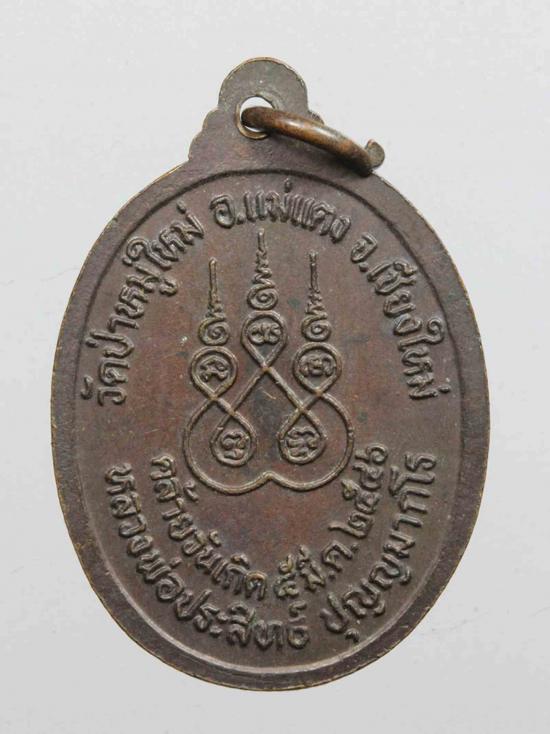 วัดป่าหมู่ใหม่ อ.แม่แตง จ.เชียงใหม่
คล้ายวันเกิด ๕ มี.ค.๒๕๔๖
หลวงพ่อประสิทธิ์ ปุญญมากโร